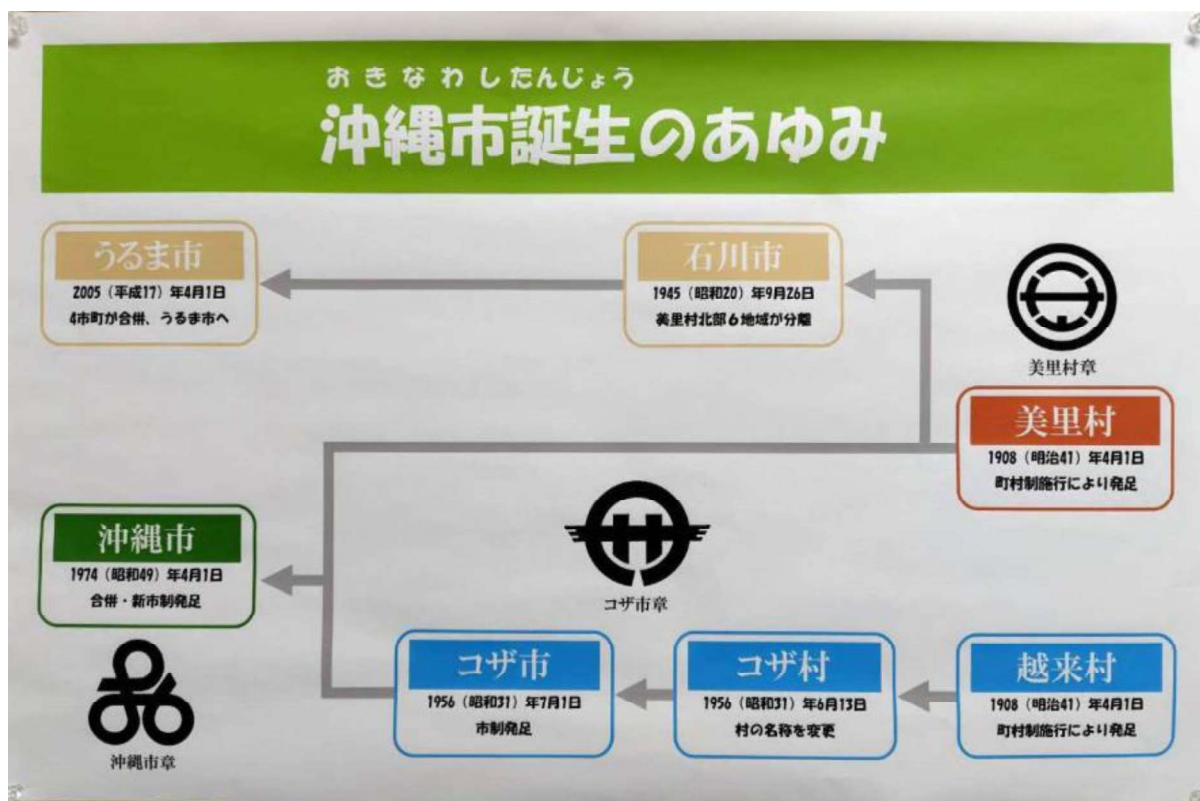 おきなわしたんじょう
沖縄市誕生のあゆみ
うるま市
2005（平成17）年4月1日
4市町が合併、うるま市へ
石川市
1945（昭和20）年9月26日
美里村北部6地域が分離
美里村章
美里村
1908（明治41）年4月1日
町村制施行により発足
沖縄市
1974（昭和49）年4月1日
合併・新市制発足
コザ市章
沖縄市章
コザ市
1956（昭和31）年7月1日
市制発足
コザ村
1956（昭和31）年6月13日
村の名称を変更
越来村
1908（明治41）年4月1日
町村制施行により発足